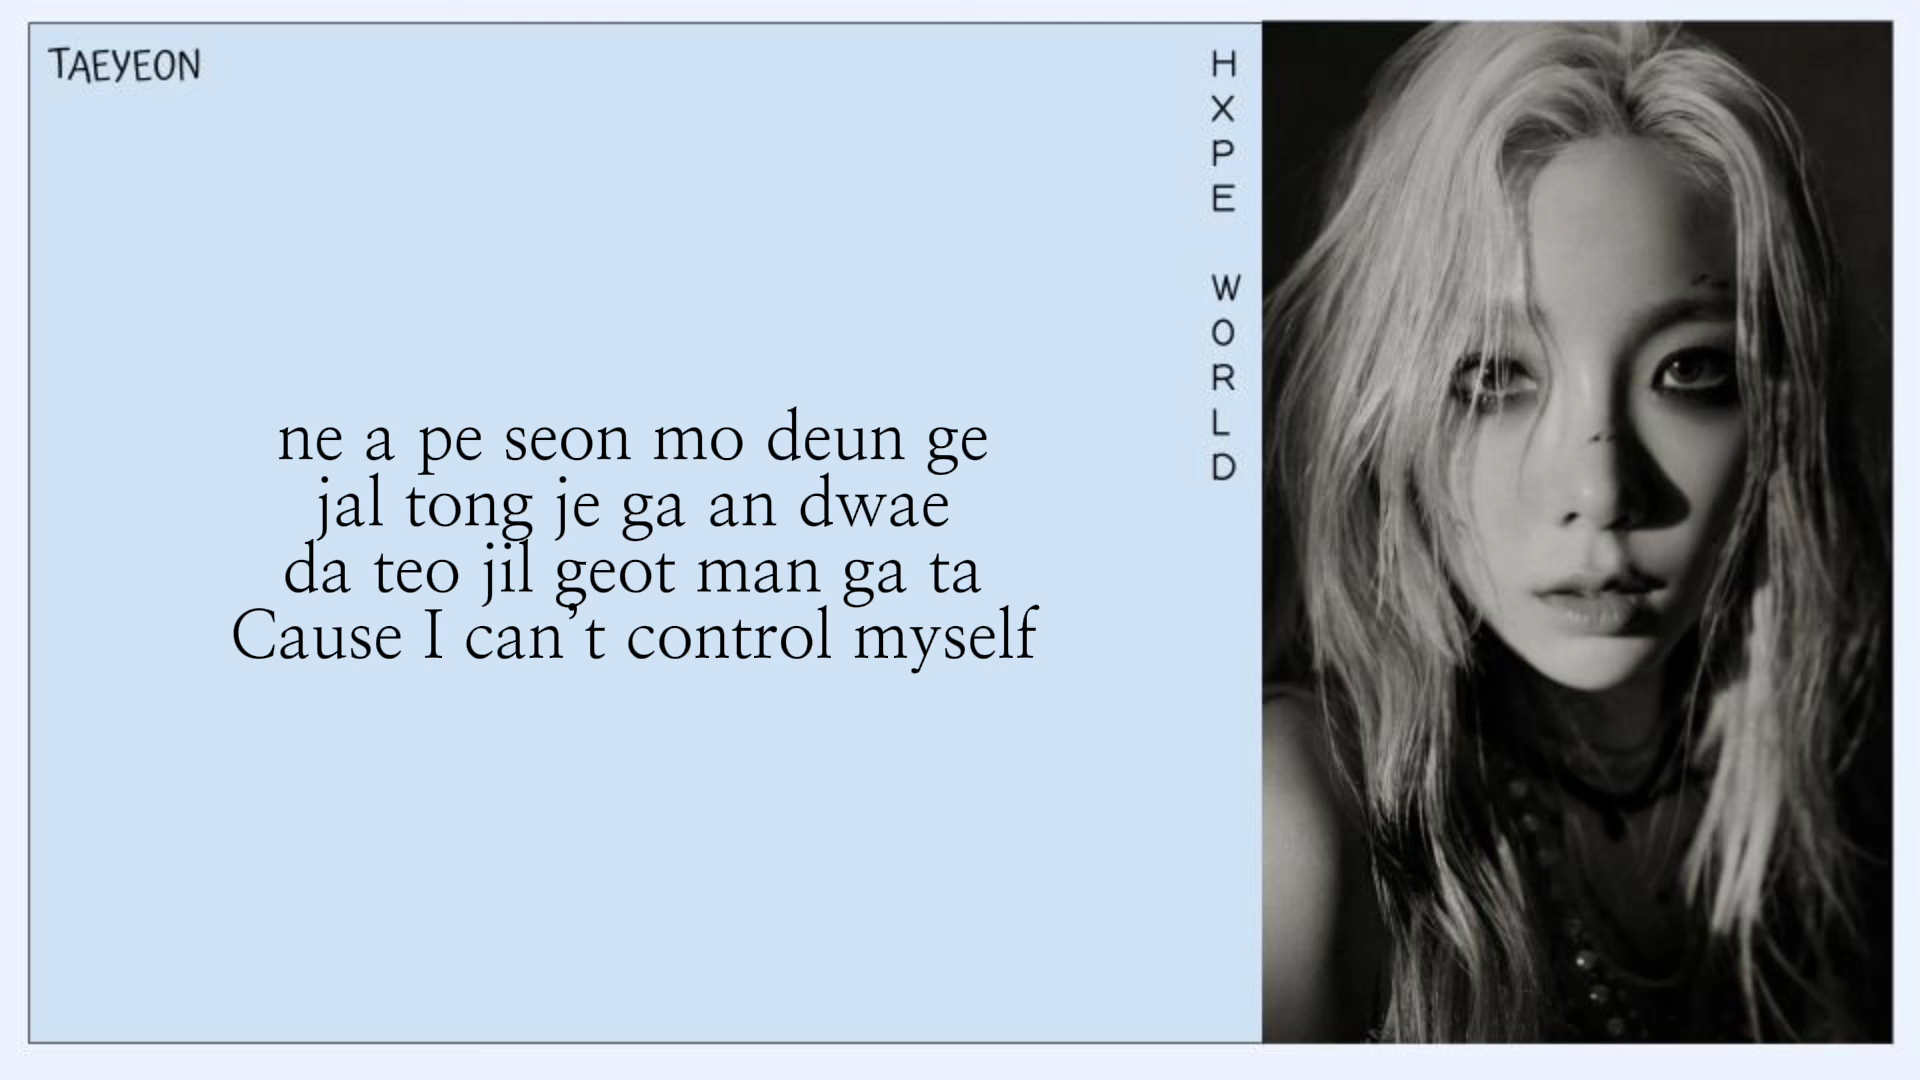 TAEYEON
HXPE WORLD
ne a pe seon mo deun ge
jal tong je ga an dwae
da teo jil geot man ga ta
Cause I can't control myself